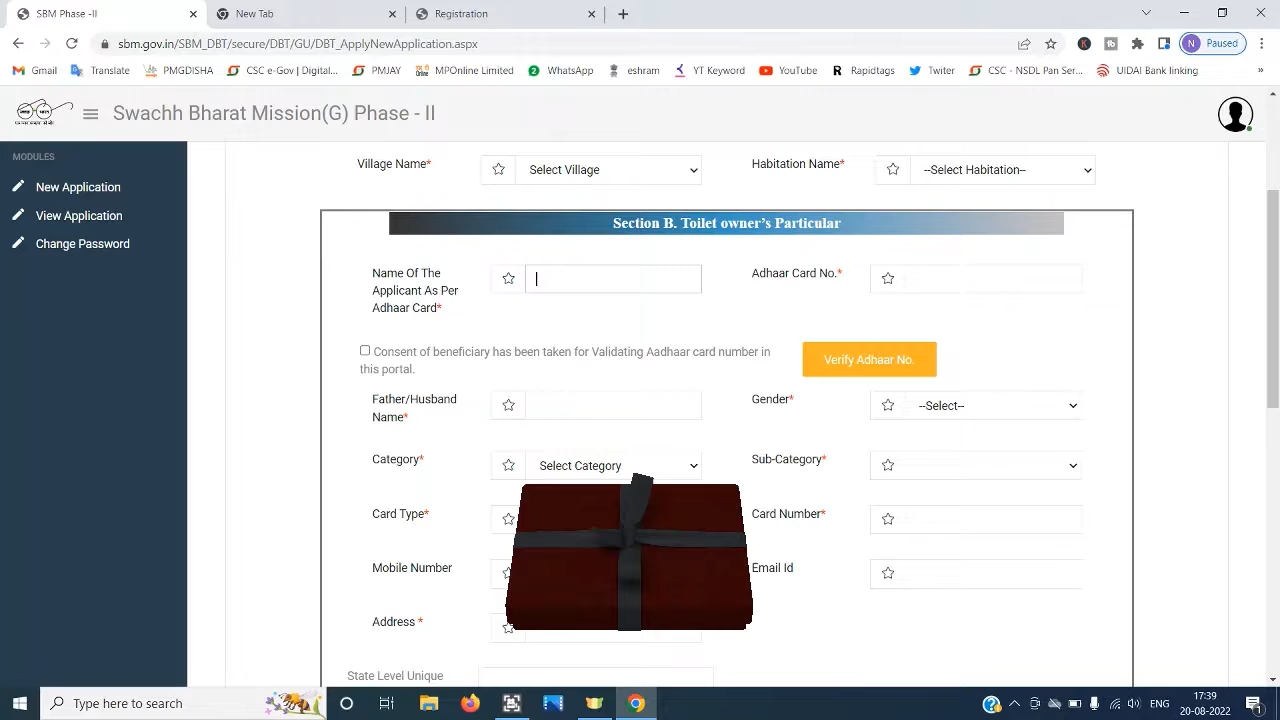 SBM Phase -II
New Tab
Registration
sbm.gov.in/SBM_DBT/secure/DBT/GU/DBT_ApplyNewApplication.aspx
K
N
Paused
Gmail
Translate
PMGDISHA
CSC e-Gov | Digital...
PMJAY
MPOnline Limited
WhatsApp
eshram
YT Keyword
YouTube
Rapidtags
Twiter
CSC - NSDL Pan Ser...
UIDAI Bank linking
»
Swachh Bharat Mission(G) Phase - II
MODULES
New Application
View Application
Change Password
Village Name*
Select Village
Habitation Name*
--Select Habitation--
Section B. Toilet owner's Particular
Name Of The
Applicant As Per
Adhaar Card*
Adhaar Card No.*
Consent of beneficiary has been taken for Validating Aadhaar card number in
this portal.
Verify Adhaar No.
Father/Husband
Name*
Gender*
--Select--
Category*
Select Category
Sub-Category*
Card Type*
Card Number*
Mobile Number
Email Id
Address *
State Level Unique
Type here to search
ENG
17:39
20-08-2022